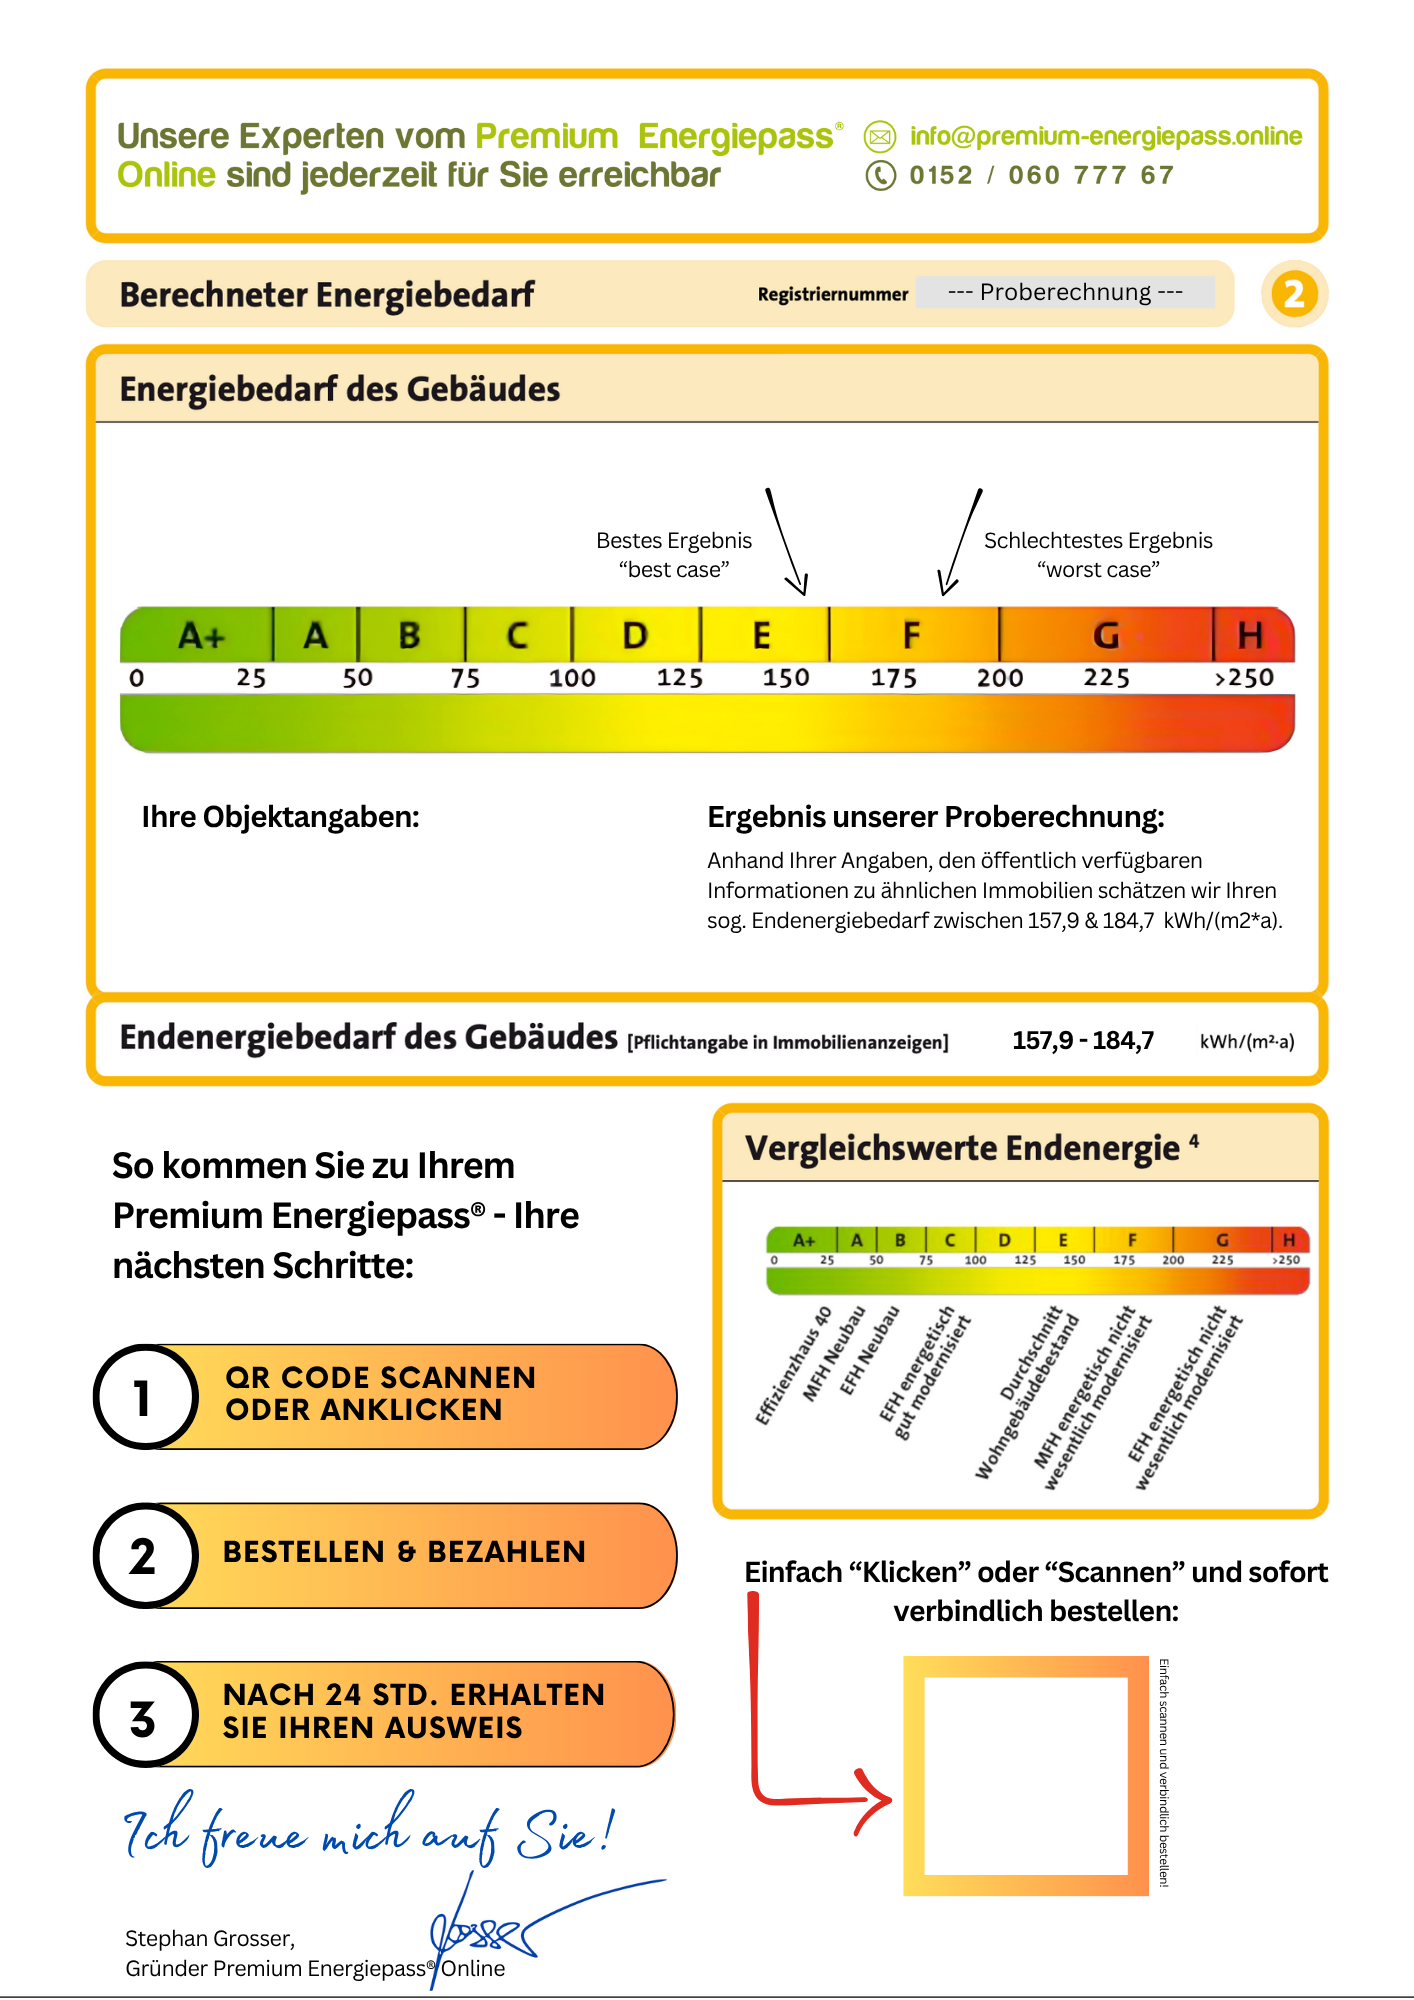 Unsere Experten vom Premium Energiepass®
Online sind jederzeit für Sie erreichbar
info@premium-energiepass.online
0152 / 060 777 67
Berechneter Energiebedarf
Registriernummer
--- Proberechnung ---
2
Energiebedarf des Gebäudes
Bestes Ergebnis
“best case”
Schlechtestes Ergebnis
“worst case”
A+ A B C D E F G H
0 25 50 75 100 125 150 175 200 225 >250
Ihre Objektangaben:
Ergebnis unserer Proberechnung:
Anhand Ihrer Angaben, den öffentlich verfügbaren
Informationen zu ähnlichen Immobilien schätzen wir Ihren
sog. Endenergiebedarf zwischen 157,9 & 184,7 kWh/(m2*a).
Endenergiebedarf des Gebäudes [Pflichtangabe in Immobilienanzeigen] 157,9 - 184,7 kWh/(m²·a)
So kommen Sie zu Ihrem
Premium Energiepass® - Ihre
nächsten Schritte:
1
QR CODE SCANNEN
ODER ANKLICKEN
2
BESTELLEN & BEZAHLEN
3
NACH 24 STD. ERHALTEN
SIE IHREN AUSWEIS
Ich freue mich auf Sie!
Stephan Grosser,
Gründer Premium Energiepass® Online
Vergleichswerte Endenergie 4
A+ A B C D E F G H
0 25 50 75 100 125 150 175 200 225 >250
Effizienzhaus 40
MFH Neubau
EFH Neubau
EFH energetisch
gut modernisiert
Durchschnitt
Wohngebäudebestand
MFH energetisch nicht
wesentlich modernisiert
EFH energetisch nicht
wesentlich modernisiert
Einfach “Klicken” oder “Scannen” und sofort
verbindlich bestellen:
Einfach scannen und verbindlich bestellen!